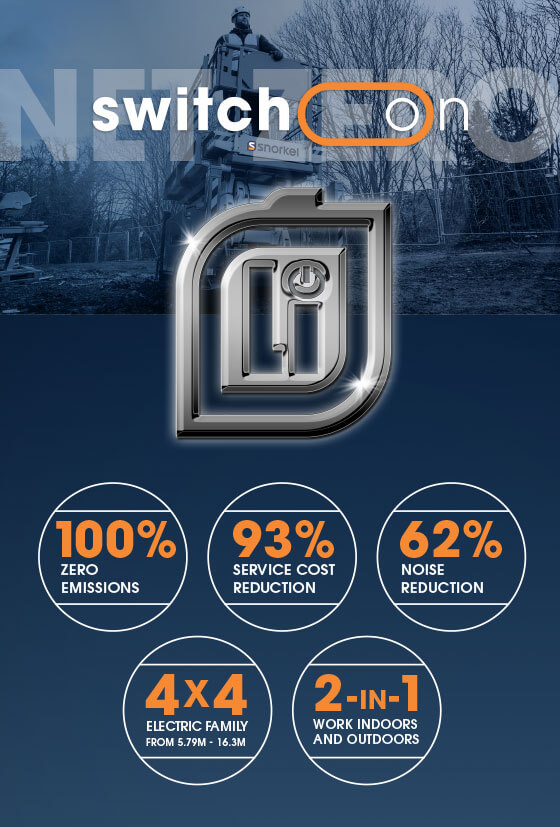 NET ZERO
switch on
snorkel
Li
100%
ZERO
EMISSIONS
93%
SERVICE COST
REDUCTION
62%
NOISE
REDUCTION
4X4
ELECTRIC FAMILY
FROM 5.79M - 16.3M
2-IN-1
WORK INDOORS
AND OUTDOORS